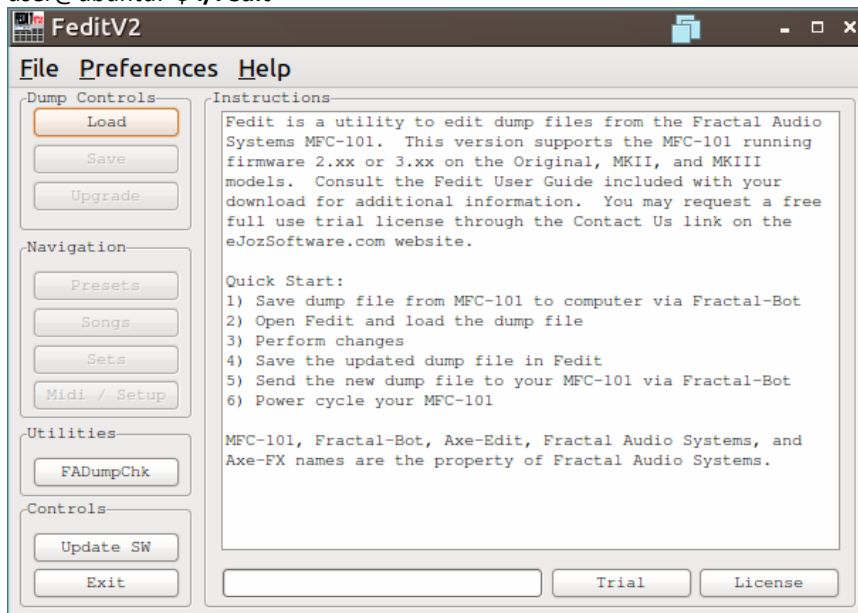 FeditV2
File Preferences Help
Dump Controls
Load
Save
Upgrade
Navigation
Presets
Songs
Sets
Midi / Setup
Utilities
FADumpChk
Controls
Update SW
Exit
Instructions
Fedit is a utility to edit dump files from the Fractal Audio
Systems MFC-101. This version supports the MFC-101 running
firmware 2.xx or 3.xx on the Original, MKII, and MKIII
models. Consult the Fedit User Guide included with your
download for additional information. You may request a free
full use trial license through the Contact Us link on the
eJozSoftware.com website.
Quick Start:
1) Save dump file from MFC-101 to computer via Fractal-Bot
2) Open Fedit and load the dump file
3) Perform changes
4) Save the updated dump file in Fedit
5) Send the new dump file to your MFC-101 via Fractal-Bot
6) Power cycle your MFC-101
MFC-101, Fractal-Bot, Axe-Edit, Fractal Audio Systems, and
Axe-FX names are the property of Fractal Audio Systems.
Trial
License